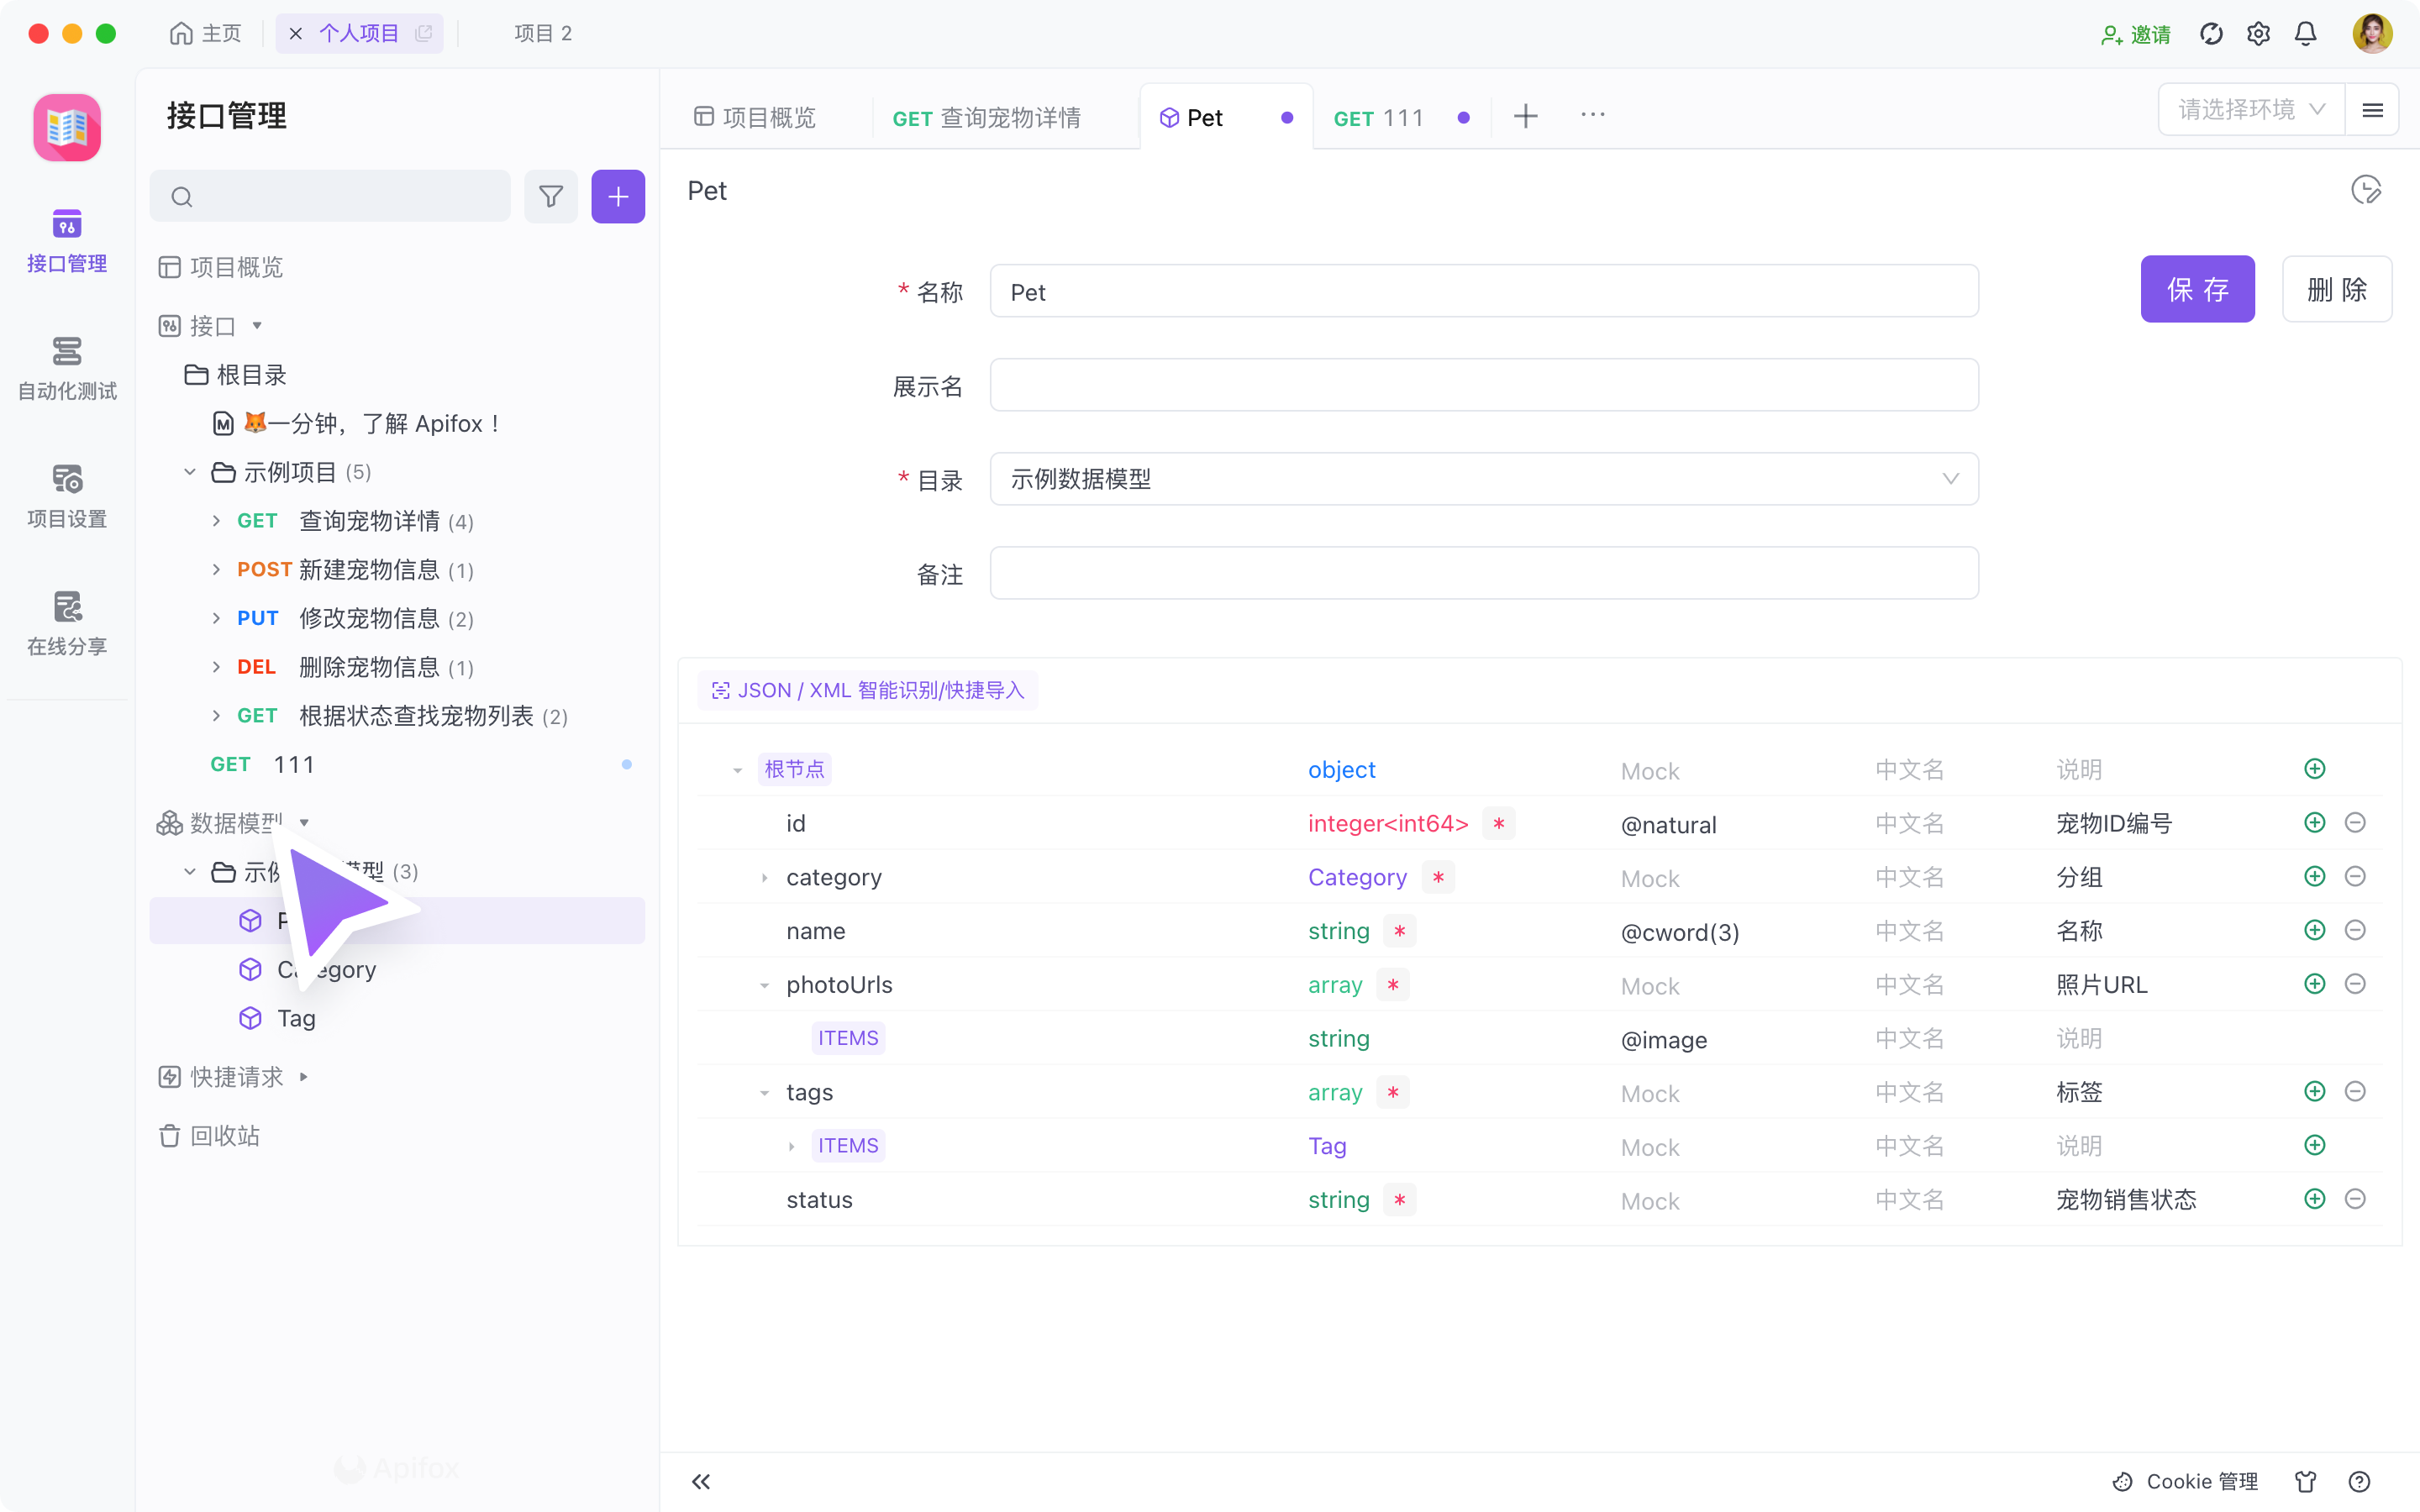 主页
个人项目
项目 2
邀请
接口管理
自动化测试
项目设置
在线分享
接口管理
项目概览
接口
根目录
M 🦊一分钟，了解 Apifox！
示例项目 (5)
GET 查询宠物详情 (4)
POST 新建宠物信息 (1)
PUT 修改宠物信息 (2)
DEL 删除宠物信息 (1)
GET 根据状态查找宠物列表 (2)
GET 111
数据模型
(3)
Tag
快捷请求
回收站
Apifox
项目概览
GET 查询宠物详情
Pet
GET 111
请选择环境
Pet
* 名称 Pet
保 存
删 除
展示名
* 目录 示例数据模型
备注
JSON / XML 智能识别/快捷导入
根节点 object Mock 中文名 说明
id integer<int64> * @natural 中文名 宠物ID编号
category Category * Mock 中文名 分组
name string * @cword(3) 中文名 名称
photoUrls array * Mock 中文名 照片URL
ITEMS string @image 中文名 说明
tags array * Mock 中文名 标签
ITEMS Tag Mock 中文名 说明
status string * Mock 中文名 宠物销售状态
Cookie 管理